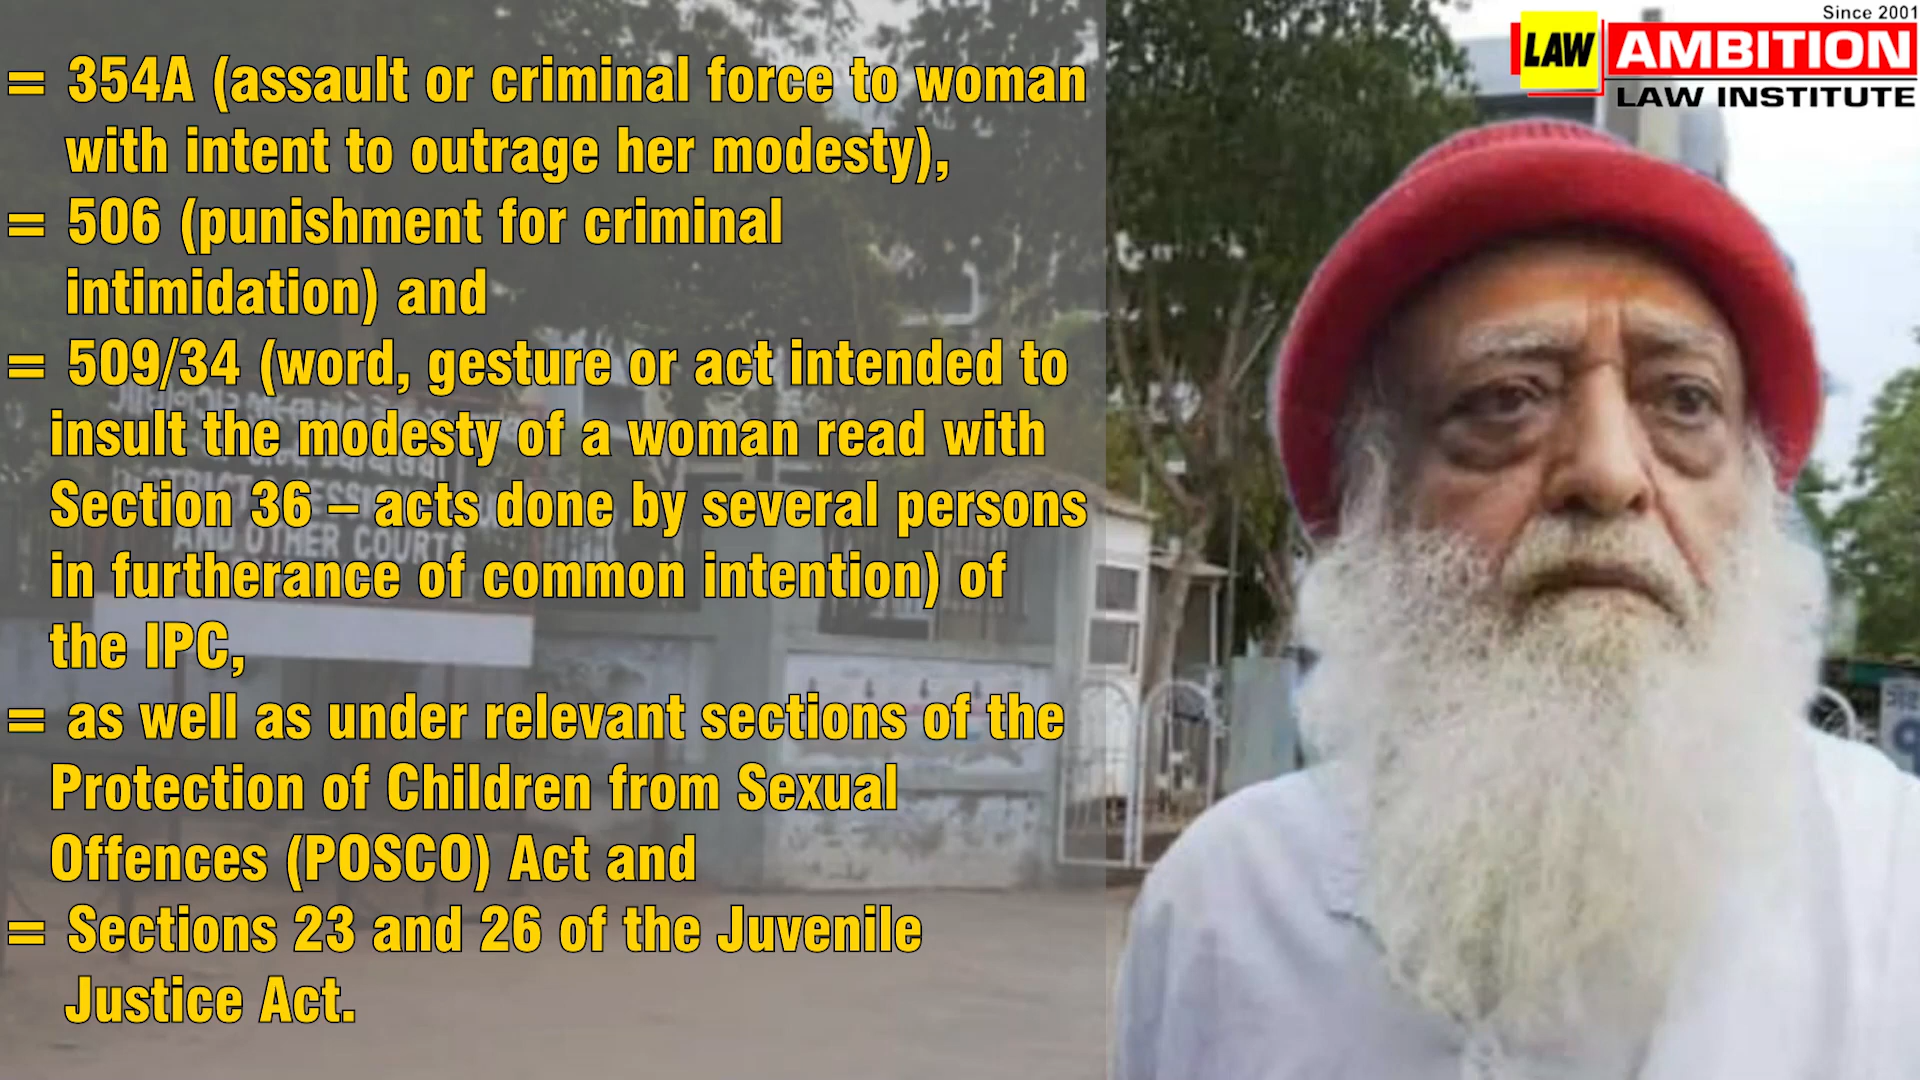 Since 2001
LAW AMBITION
LAW INSTITUTE
= 354A (assault or criminal force to woman
with intent to outrage her modesty),
= 506 (punishment for criminal
intimidation) and
= 509/34 (word, gesture or act intended to
insult the modesty of a woman read with
Section 36 – acts done by several persons
in furtherance of common intention) of
the IPC,
= as well as under relevant sections of the
Protection of Children from Sexual
Offences (POSCO) Act and
= Sections 23 and 26 of the Juvenile
Justice Act.
AND OTHER COURTS